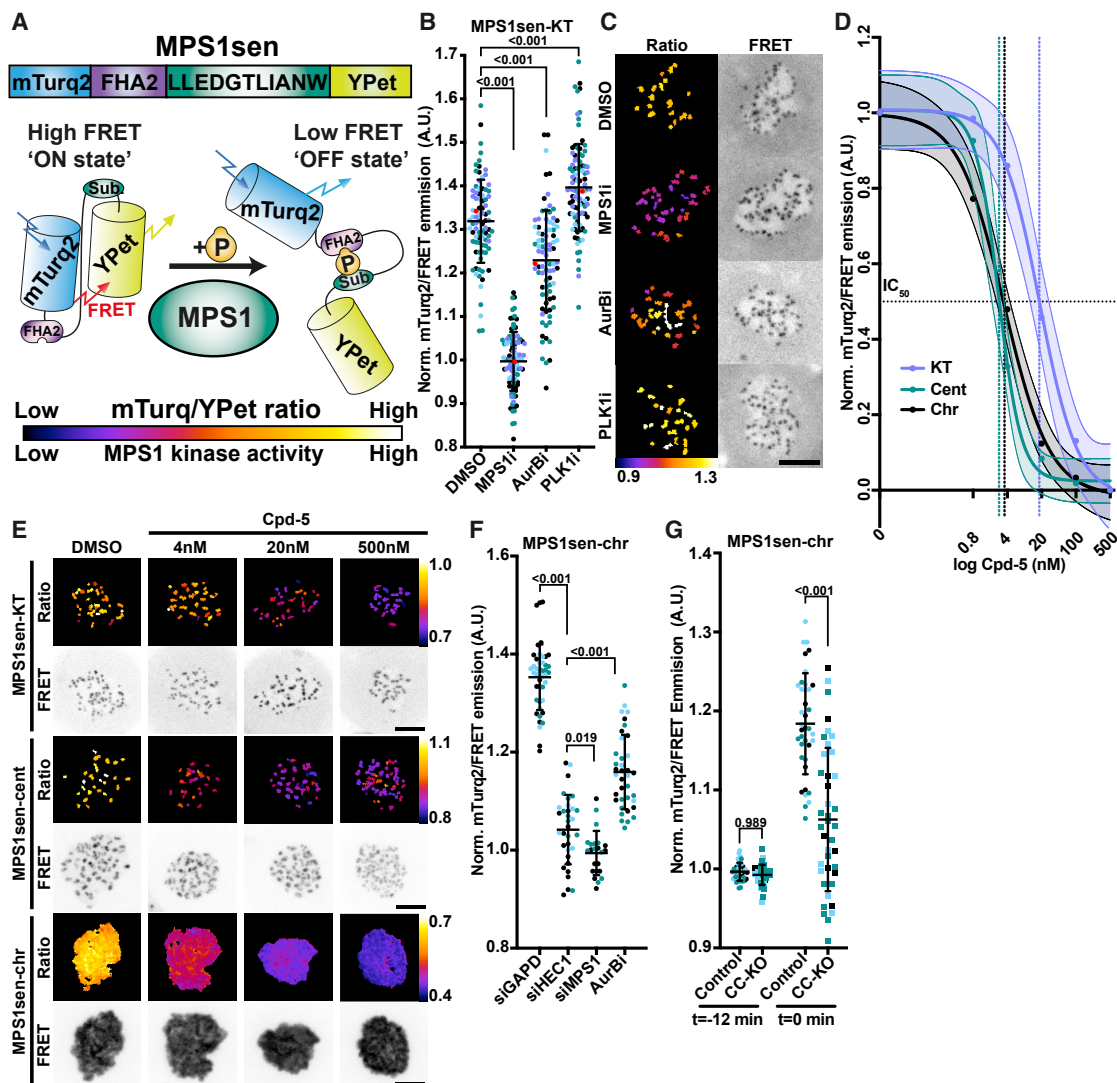 A
MPS1sen
mTurq2 FHA2 LLEDGTLIANW YPet
High FRET
'ON state'
Low FRET
'OFF state'
Sub
mTurq2
YPet
FRET
FHA2
+ P
MPS1
mTurq2
FHA2
P
Sub
YPet
Low mTurq/YPet ratio High
Low MPS1 kinase activity High
B
MPS1sen-KT
Norm. mTurq2/FRET emmission (A.U.)
1.7
1.6
1.5
1.4
1.3
1.2
1.1
1.0
0.9
0.8
<0.001
<0.001
<0.001
DMSO
MPS1i
AurBi
PLK1i
C
Ratio FRET
DMSO
MPS1i
AurBi
PLK1i
0.9 1.3
D
Norm. mTurq2/FRET emission (A.U.)
1.2
1.0
0.8
0.6
0.4
0.2
0.0
IC50
KT
Cent
Chr
0
0.8
4
20
100
500
log Cpd-5 (nM)
E
Cpd-5
DMSO 4nM 20nM 500nM
MPS1sen-KT
Ratio
FRET
1.0
0.7
MPS1sen-cent
Ratio
FRET
1.1
0.8
MPS1sen-chr
Ratio
FRET
0.7
0.4
F
MPS1sen-chr
Norm. mTurq2/FRET emission (A.U.)
1.6
1.4
1.2
1.0
0.8
<0.001
<0.001
0.019
siGAPD
siHEC1
siMPS1
AurBi
G
MPS1sen-chr
Norm. mTurq2/FRET Emmission (A.U.)
1.4
1.3
1.2
1.1
1.0
0.9
<0.001
0.989
Control
CC-KO
Control
CC-KO
t=-12 min t=0 min